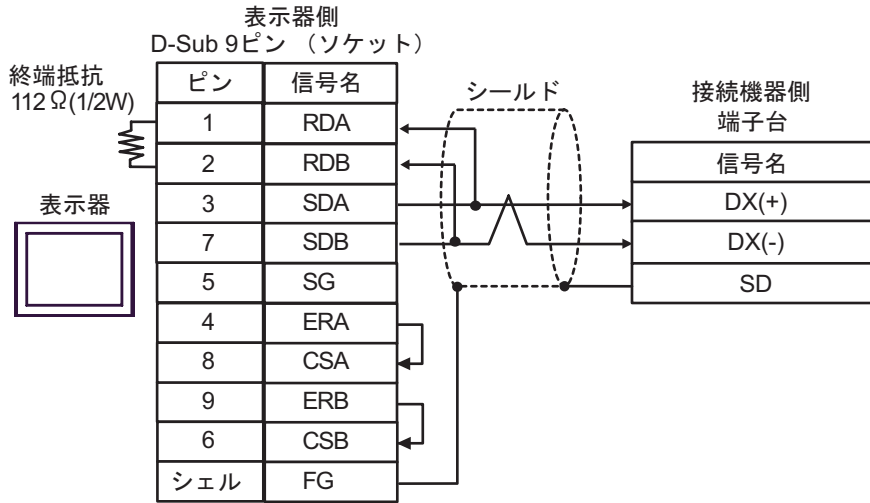 表示器側
D-Sub 9ピン （ソケット）
終端抵抗
112Ω(1/2W)
ピン 信号名
1 RDA
2 RDB
3 SDA
7 SDB
5 SG
4 ERA
8 CSA
9 ERB
6 CSB
シェル FG
表示器
シールド
接続機器側
端子台
信号名
DX(+)
DX(-)
SD